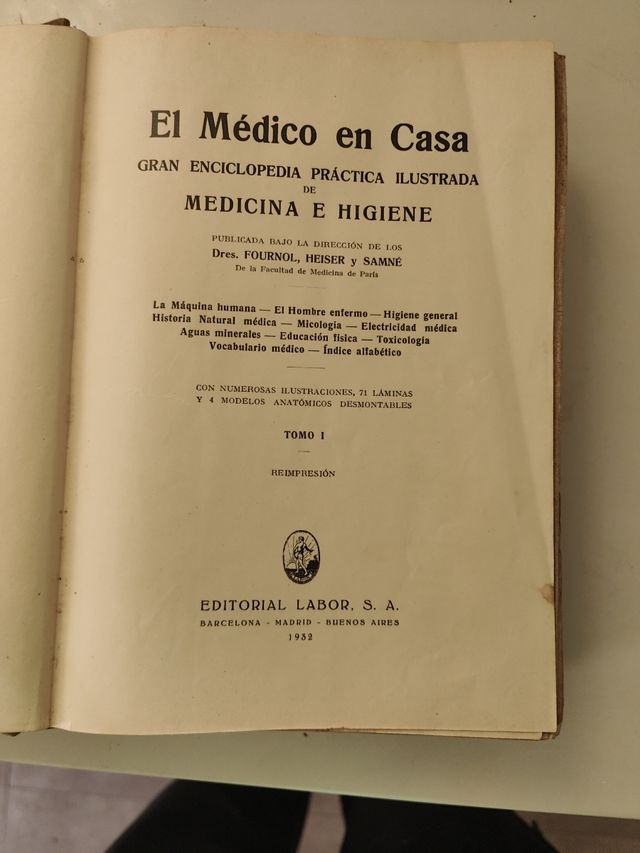 El Médico en Casa
GRAN ENCICLOPEDIA PRÁCTICA ILUSTRADA
DE
MEDICINA E HIGIENE
PUBLICADA BAJO LA DIRECCIÓN DE LOS
Dres. FOURNOL, HEISER y SAMNÉ
De la Facultad de Medicina de París
La Máquina humana — El Hombre enfermo — Higiene general
Historia Natural médica — Micología — Electricidad médica
Aguas minerales — Educación física — Toxicología
Vocabulario médico — Índice alfabético
CON NUMEROSAS ILUSTRACIONES, 71 LÁMINAS
Y 4 MODELOS ANATÓMICOS DESMONTABLES
TOMO I
REIMPRESIÓN
EDITORIAL LABOR, S. A.
BARCELONA - MADRID - BUENOS AIRES
1932